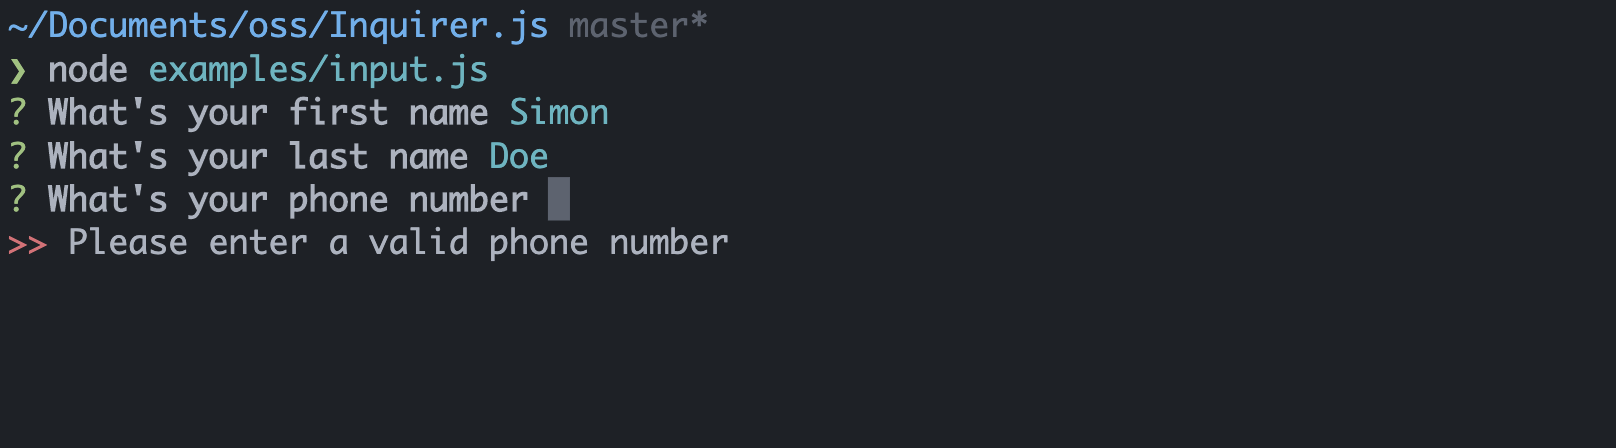 ~/Documents/oss/Inquirer.js master*
❯ node examples/input.js
? What's your first name Simon
? What's your last name Doe
? What's your phone number
>> Please enter a valid phone number